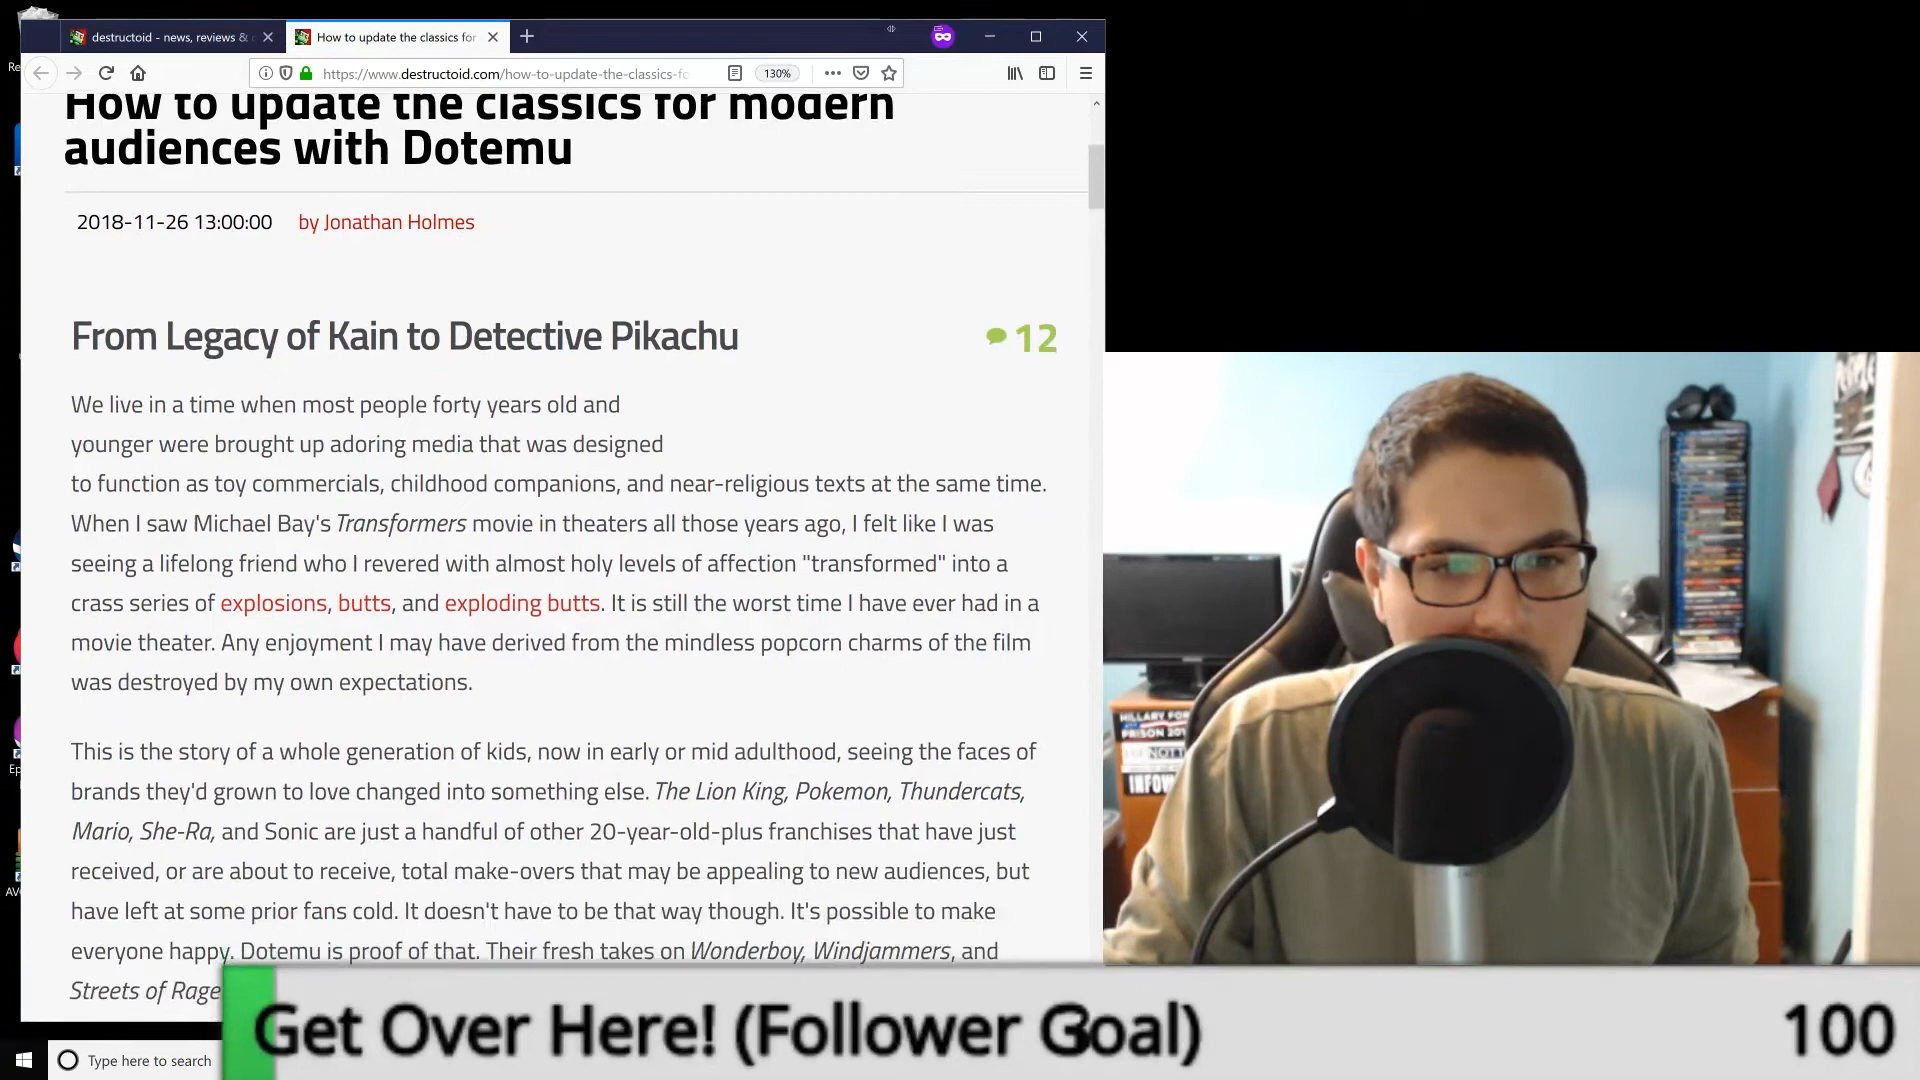 destructoid - news, reviews &
How to update the classics for
https://www.destructoid.com/how-to-update-the-classics-fo
130%
How to update the classics for modern
audiences with Dotemu
2018-11-26 13:00:00 by Jonathan Holmes
From Legacy of Kain to Detective Pikachu
12
We live in a time when most people forty years old and
younger were brought up adoring media that was designed
to function as toy commercials, childhood companions, and near-religious texts at the same time.
When I saw Michael Bay's Transformers movie in theaters all those years ago, I felt like I was
seeing a lifelong friend who I revered with almost holy levels of affection "transformed" into a
crass series of explosions, butts, and exploding butts. It is still the worst time I have ever had in a
movie theater. Any enjoyment I may have derived from the mindless popcorn charms of the film
was destroyed by my own expectations.
This is the story of a whole generation of kids, now in early or mid adulthood, seeing the faces of
brands they'd grown to love changed into something else. The Lion King, Pokemon, Thundercats,
Mario, She-Ra, and Sonic are just a handful of other 20-year-old-plus franchises that have just
received, or are about to receive, total make-overs that may be appealing to new audiences, but
have left at some prior fans cold. It doesn't have to be that way though. It's possible to make
everyone happy. Dotemu is proof of that. Their fresh takes on Wonderboy, Windjammers, and
Streets of Rage
HILLARY FOR
PRISON 201
INFOW
Get Over Here! (Follower Goal)
3
100
Type here to search